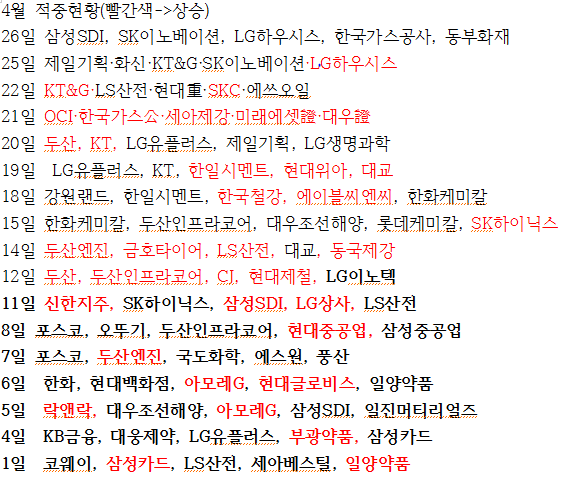 4월 적중현황(빨간색->상승)
26일 삼성SDI, SK이노베이션, LG하우시스, 한국가스공사, 동부화재
25일 제일기획·화신·KT&G·SK이노베이션·LG하우시스
22일 KT&G·LS산전·현대重·SKC·에쓰오일
21일 OCI·한국가스公·세아제강·미래에셋證·대우證
20일 두산, KT, LG유플러스, 제일기획, LG생명과학
19일 LG유플러스, KT, 한일시멘트, 현대위아, 대교
18일 강원랜드, 한일시멘트, 한국철강, 에이블씨엔씨, 한화케미칼
15일 한화케미칼, 두산인프라코어, 대우조선해양, 롯데케미칼, SK하이닉스
14일 두산엔진, 금호타이어, LS산전, 대교, 동국제강
12일 두산, 두산인프라코어, CJ, 현대제철, LG이노텍
11일 신한지주, SK하이닉스, 삼성SDI, LG상사, LS산전
8일 포스코, 오뚜기, 두산인프라코어, 현대중공업, 삼성중공업
7일 포스코, 두산엔진, 국도화학, 에스원, 풍산
6일 한화, 현대백화점, 아모레G, 현대글로비스, 일양약품
5일 락앤락, 대우조선해양, 아모레G, 삼성SDI, 일진머티리얼즈
4일 KB금융, 대웅제약, LG유플러스, 부광약품, 삼성카드
1일 코웨이, 삼성카드, LS산전, 세아베스틸, 일양약품